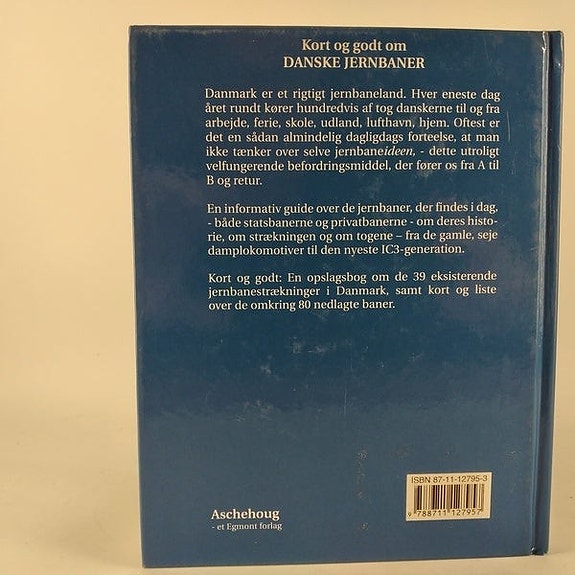 Kort og godt om
DANSKE JERNBANER
Danmark er et rigtigt jernbaneland. Hver eneste dag
året rundt kører hundredvis af tog danskerne til og fra
arbejde, ferie, skole, udland, lufthavn, hjem. Oftest er
det en sådan almindelig dagligdags foreteelse, at man
ikke tænker over selve jernbaneideen, - dette utroligt
velfungerende befordringsmiddel, der fører os fra A til
B og retur.
En informativ guide over de jernbaner, der findes i dag,
- både statsbanerne og privatbanerne - om deres histo-
rie, om strækningen og om togene – fra de gamle, seje
damplokomotiver til den nyeste IC3-generation.
Kort og godt: En opslagsbog om de 39 eksisterende
jernbanestrækninger i Danmark, samt kort og liste
over de omkring 80 nedlagte baner.
ISBN 87-11-12795-3
9 788711 127957
Aschehoug
- et Egmont forlag